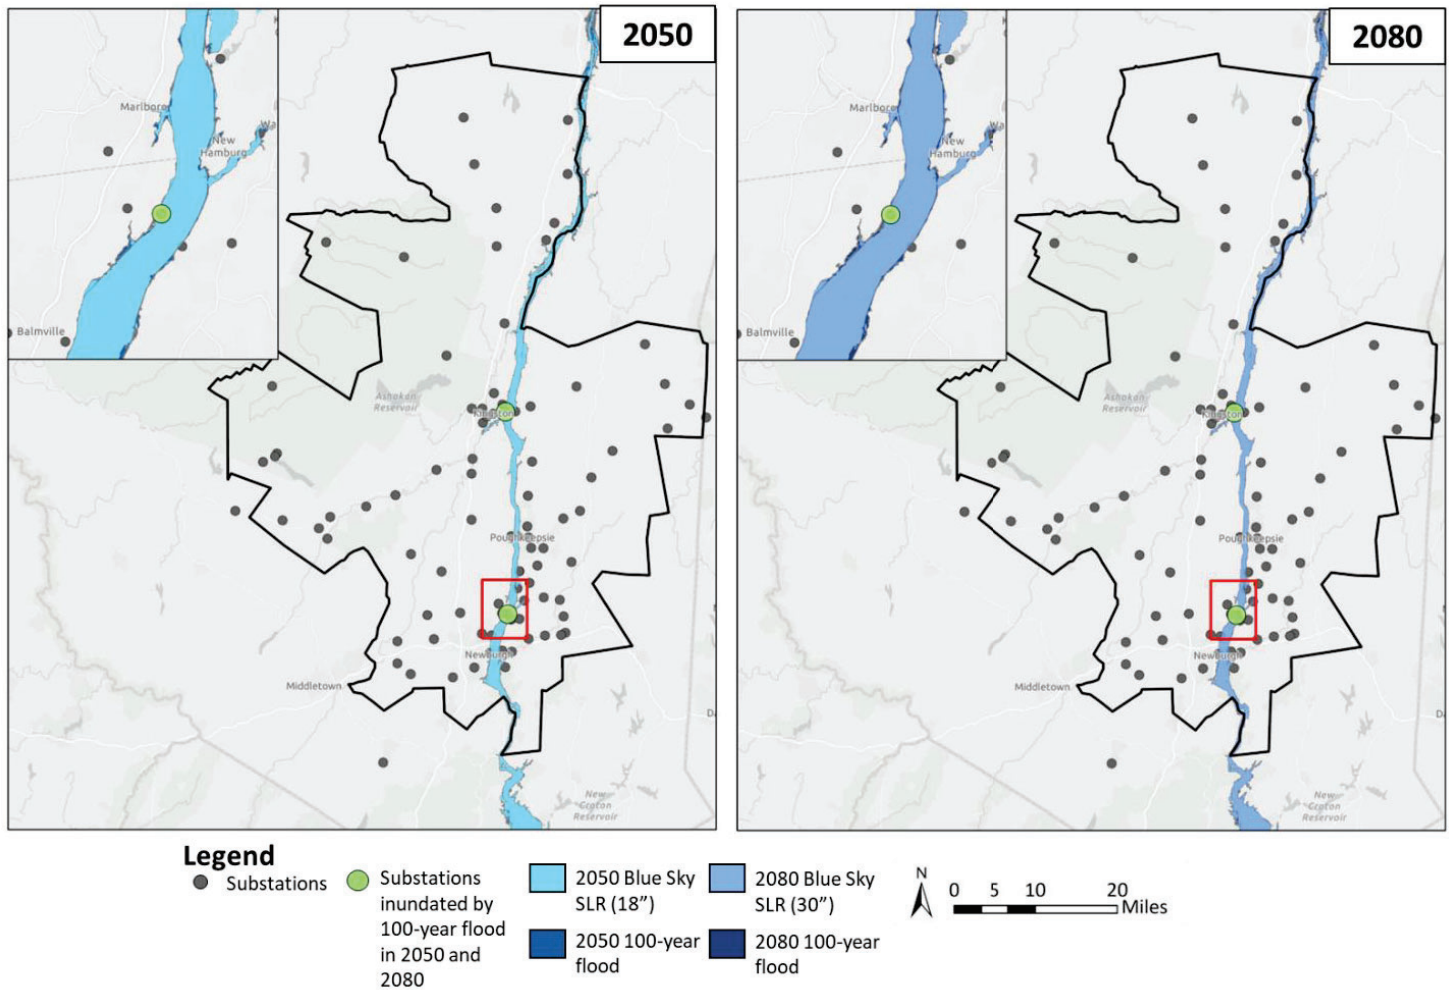 2050
Marlboro
New
Hamburg
Wa
Balmville
Ashokan
Reservoir
Kingston
Poughkeepsie
Newburgh
Middletown
D
New
Croton
Reservoir
2080
Marlboro
New
Hamburg
Wa
Balmville
Ashokan
Reservoir
Kingston
Poughkeepsie
Newburgh
Middletown
D
New
Croton
Reservoir
Legend
Substations
Substations
inundated by
100-year flood
in 2050 and
2080
2050 Blue Sky
SLR (18”)
2050 100-year
flood
2080 Blue Sky
SLR (30”)
2080 100-year
flood
N
0 5 10 20
Miles